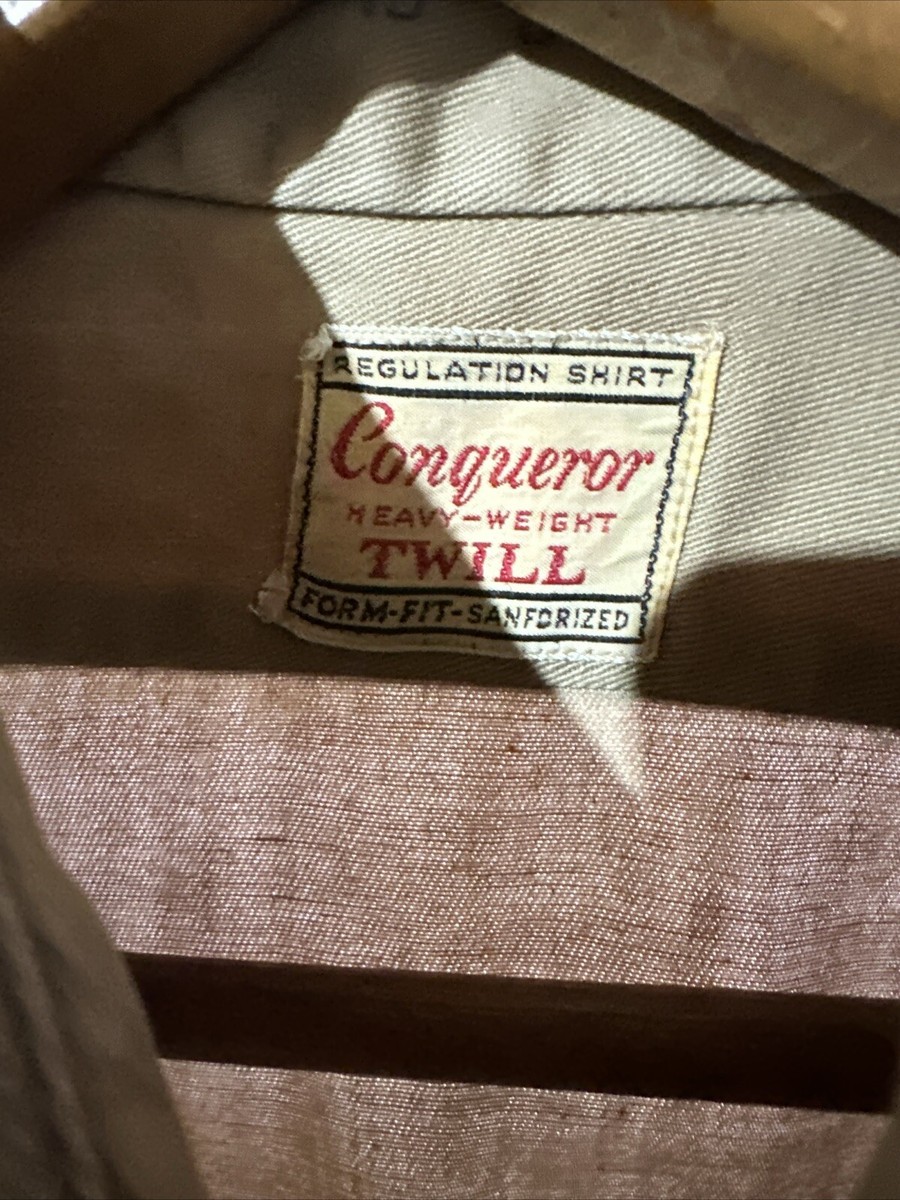 REGULATION SHIRT
Conqueror
HEAVY-WEIGHT
TWILL
FORM-FIT-SANFORIZED